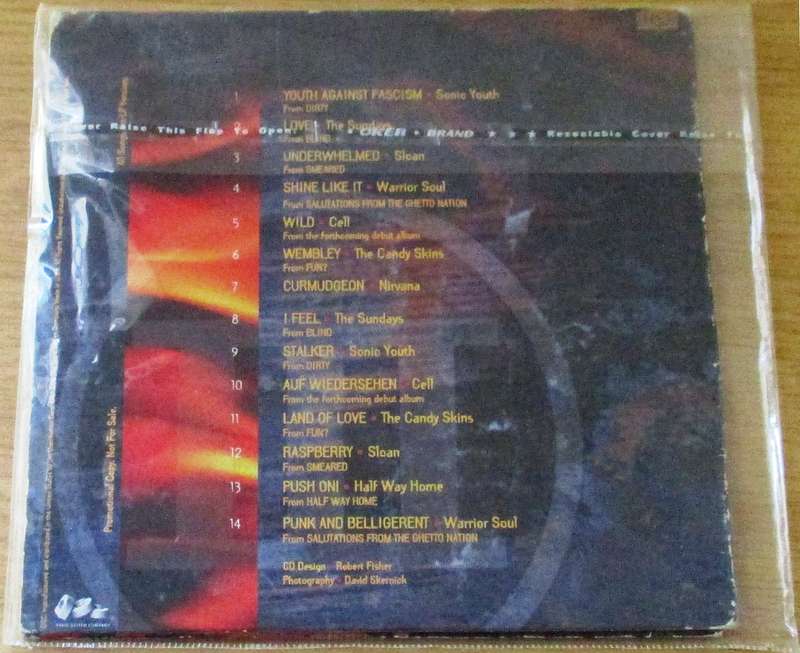 1 YOUTH AGAINST FASCISM • Sonic Youth
From DIRTY
2 LOVE • The Sundays
From BLIND
Raise This Flap To Open. OKER • BRAND ★ ★ ★ Resealable Cover Raise
3 UNDERWHELMED • Sloan
From SMEARED
4 SHINE LIKE IT • Warrior Soul
From SALUTATIONS FROM THE GHETTO NATION
5 WILD • Cell
From the forthcoming debut album
6 WEMBLEY • The Candy Skins
From FUN?
7 CURMUDGEON • Nirvana
8 I FEEL • The Sundays
From BLIND
9 STALKER • Sonic Youth
From DIRTY
10 AUF WIEDERSEHEN • Cell
From the forthcoming debut album
11 LAND OF LOVE • The Candy Skins
From FUN?
12 RASPBERRY • Sloan
From SMEARED
13 PUSH ONI • Half Way Home
From HALF WAY HOME
14 PUNK AND BELLIGERENT • Warrior Soul
From SALUTATIONS FROM THE GHETTO NATION
CD Design • Robert Fisher
Photography • David Skernick
Promotional Copy. Not For Sale.